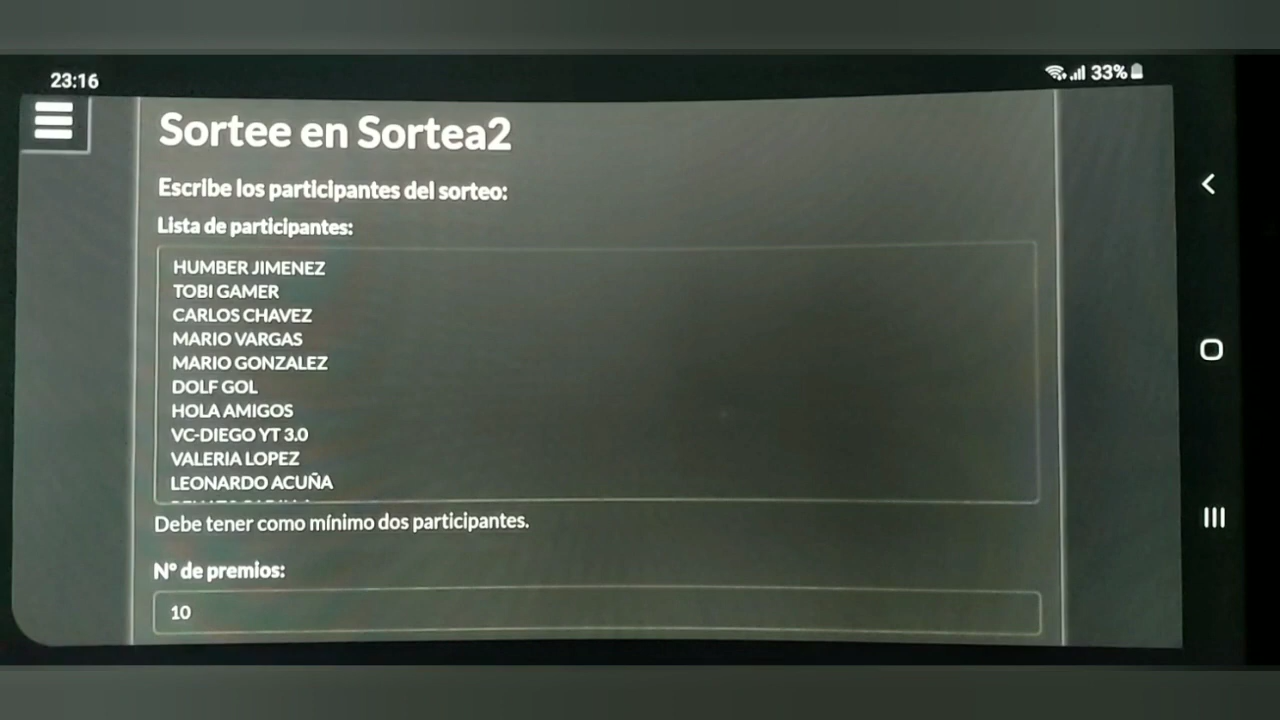 23:16
33%
Sortee en Sortea2
Escribe los participantes del sorteo:
Lista de participantes:
HUMBER JIMENEZ
TOBI GAMER
CARLOS CHAVEZ
MARIO VARGAS
MARIO GONZALEZ
DOLF GOL
HOLA AMIGOS
VC-DIEGO YT 3.0
VALERIA LOPEZ
LEONARDO ACUÑA
Debe tener como mínimo dos participantes.
Nº de premios:
10